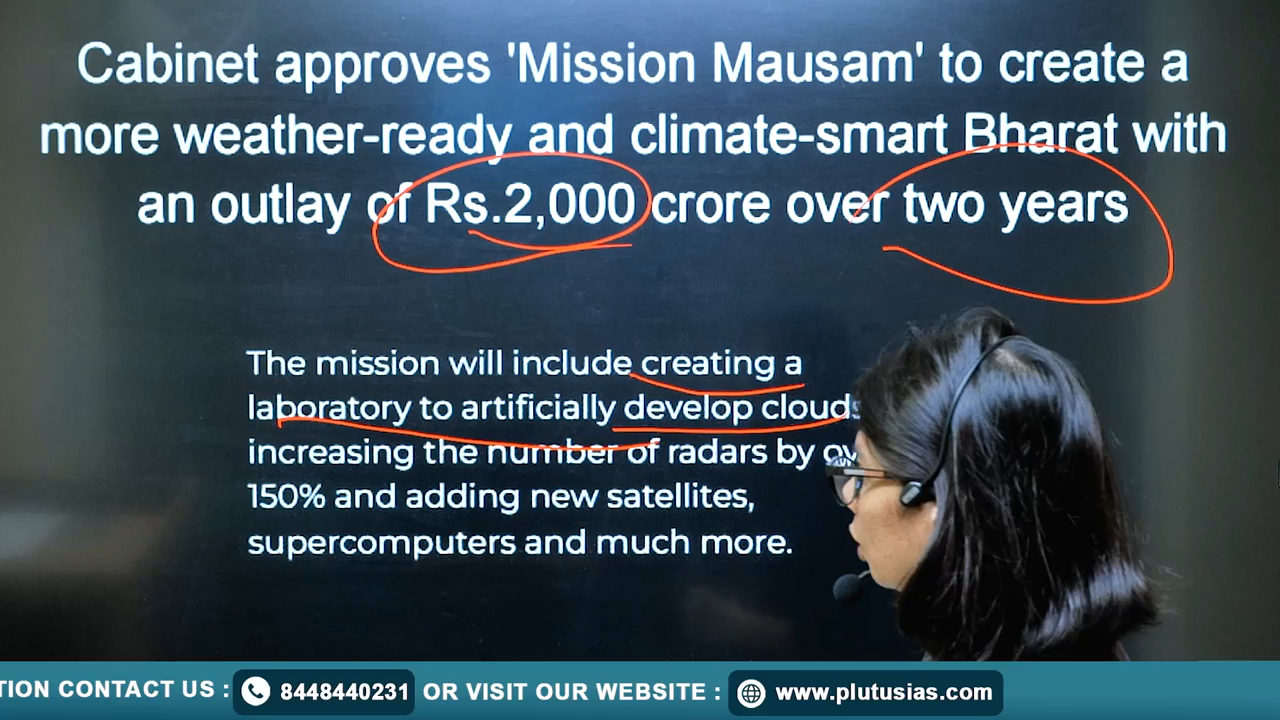 Cabinet approves 'Mission Mausam' to create a
more weather-ready and climate-smart Bharat with
an outlay of Rs.2,000 crore over two years
The mission will include creating a
laboratory to artificially develop clouds
increasing the number of radars by
150% and adding new satellites,
supercomputers and much more.
TION CONTACT US : 8448440231 OR VISIT OUR WEBSITE : www.plutusias.com